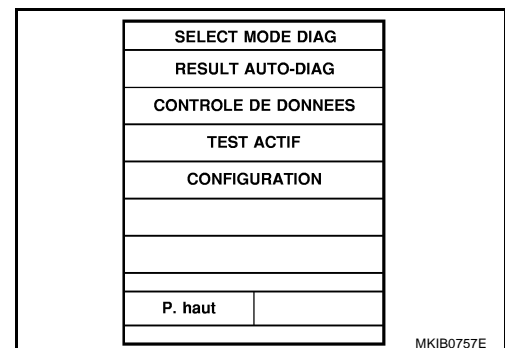 SELECT MODE DIAG
RESULT AUTO-DIAG
CONTROLE DE DONNEES
TEST ACTIF
CONFIGURATION
P. haut
MKIB0757E